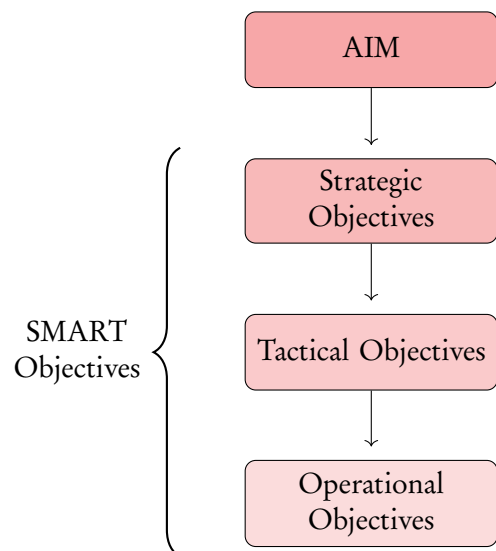 AIM
Strategic
Objectives
SMART
Objectives
Tactical Objectives
Operational
Objectives